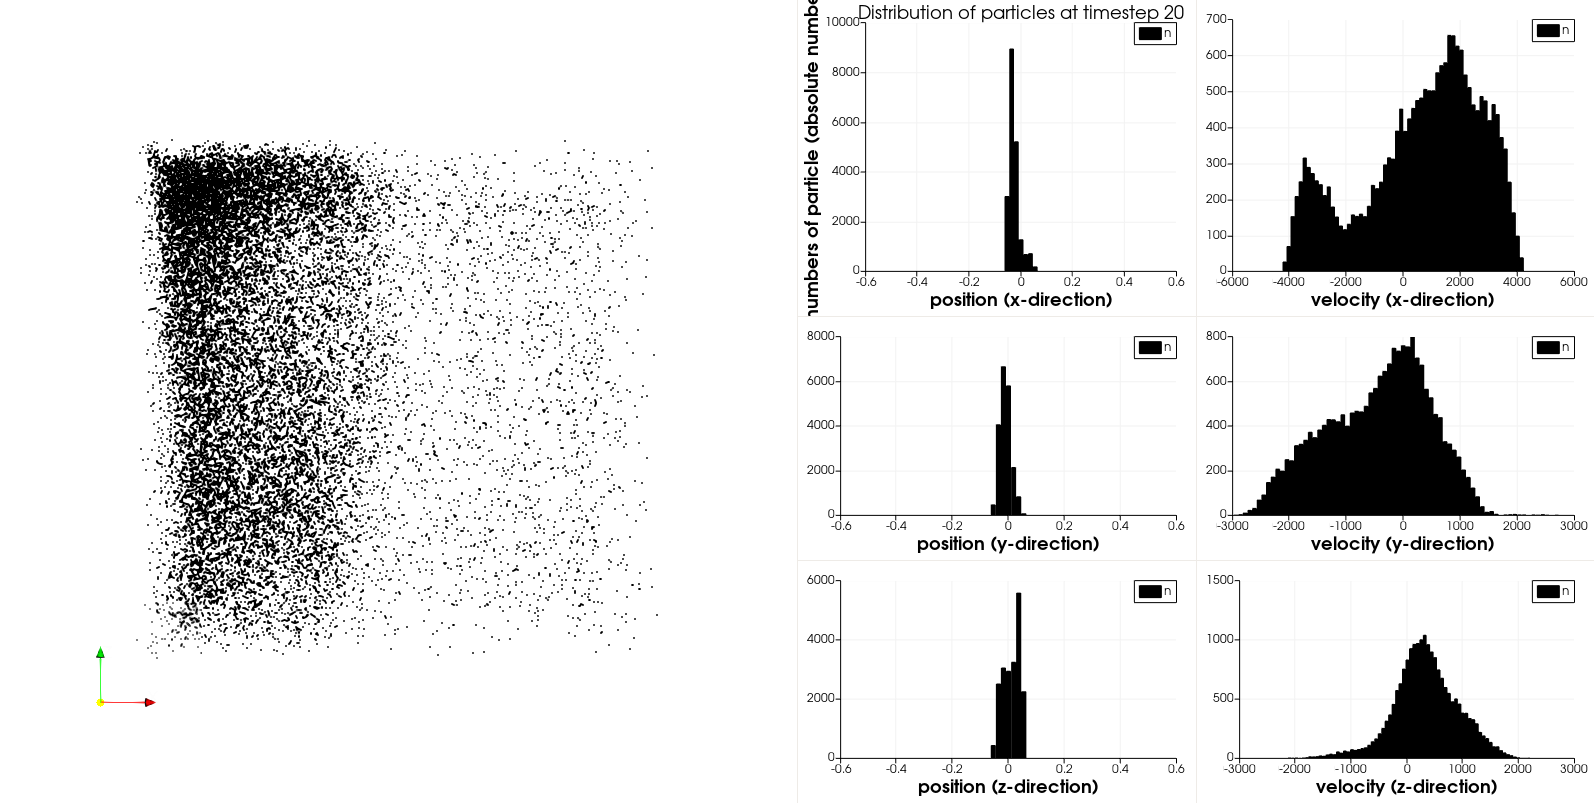 Distribution of particles at timestep 20
numbers of particle (absolute numbe
10000
8000
6000
4000
2000
0
-0.6 -0.4 -0.2 0 0.2 0.4 0.6
position (x-direction)
n
700
600
500
400
300
200
100
0
-6000 -4000 -2000 0 2000 4000 6000
velocity (x-direction)
n
8000
6000
4000
2000
0
-0.6 -0.4 -0.2 0 0.2 0.4 0.6
position (y-direction)
n
800
600
400
200
0
-3000 -2000 -1000 0 1000 2000 3000
velocity (y-direction)
n
6000
4000
2000
0
-0.6 -0.4 -0.2 0 0.2 0.4 0.6
position (z-direction)
n
1500
1000
500
0
-3000 -2000 -1000 0 1000 2000 3000
velocity (z-direction)
n